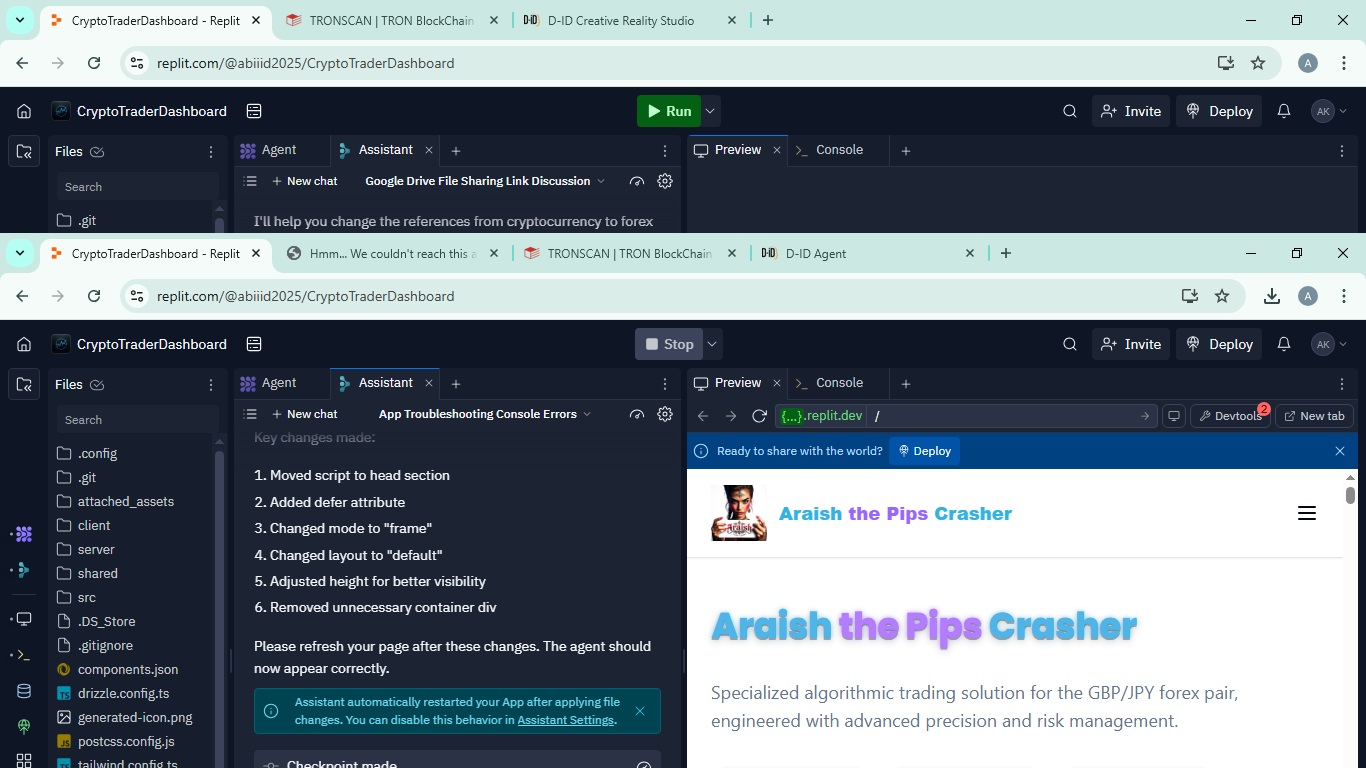 CryptoTraderDashboard - Replit
TRONSCAN | TRON BlockChain
D-ID D-ID Creative Reality Studio
replit.com/@abiiid2025/CryptoTraderDashboard
A
CryptoTraderDashboard
Run
Invite
Deploy
AK
Files
Agent
Assistant
Preview
Console
Search
New chat
Google Drive File Sharing Link Discussion
.git
I'll help you change the references from cryptocurrency to forex
CryptoTraderDashboard - Replit
Hmm... We couldn't reach this a
TRONSCAN | TRON BlockChain
D-ID D-ID Agent
replit.com/@abiiid2025/CryptoTraderDashboard
A
CryptoTraderDashboard
Stop
Invite
Deploy
AK
Files
Agent
Assistant
Preview
Console
Search
New chat
App Troubleshooting Console Errors
{...}.replit.dev
/
Devtools
2
New tab
.config
.git
attached_assets
client
server
shared
src
.DS_Store
.gitignore
components.json
TS drizzle.config.ts
generated-icon.png
JS postcss.config.js
TS tailwind.config.ts
Key changes made:
1. Moved script to head section
2. Added defer attribute
3. Changed mode to "frame"
4. Changed layout to "default"
5. Adjusted height for better visibility
6. Removed unnecessary container div
Please refresh your page after these changes. The agent should
now appear correctly.
Assistant automatically restarted your App after applying file
changes. You can disable this behavior in Assistant Settings.
Checkpoint made
Ready to share with the world?
Deploy
Araish
Araish the Pips Crasher
Araish the Pips Crasher
Specialized algorithmic trading solution for the GBP/JPY forex pair,
engineered with advanced precision and risk management.